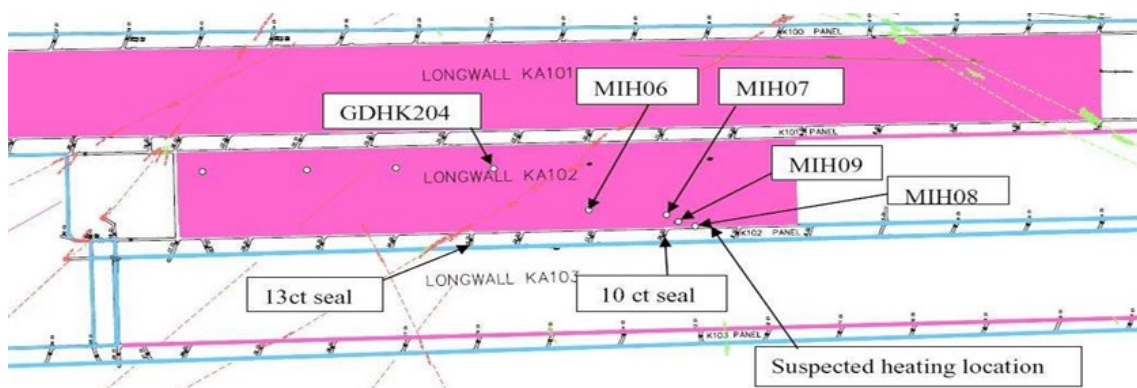 K100 PANEL
LONGWALL KA101
MIH06
MIH07
GDHK204
K101 PANEL
LONGWALL KA102
MIH09
MIH08
K102 PANEL
13ct seal
LONGWALL KA103
10 ct seal
K103 PANEL
Suspected heating location